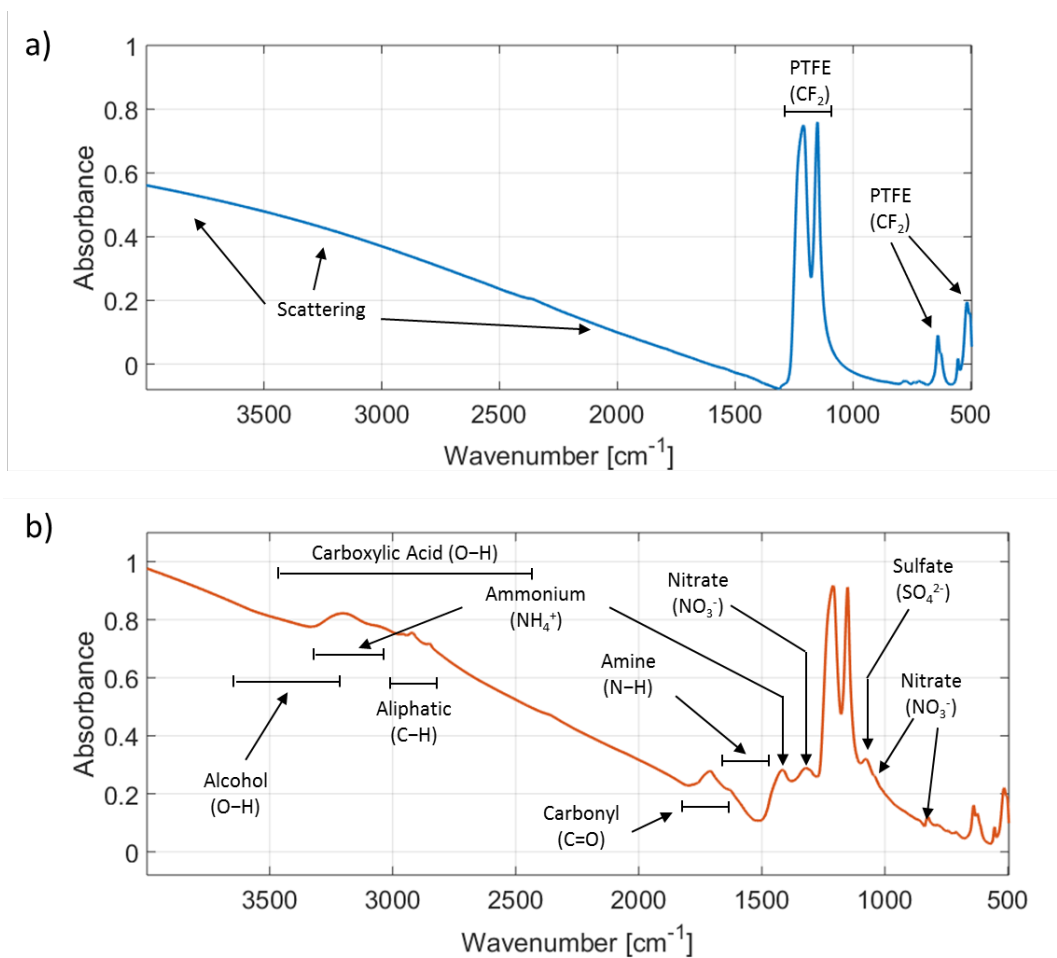 a)
1
0.8
0.6
0.4
0.2
0
Absorbance
PTFE
(CF₂)
PTFE
(CF₂)
Scattering
3500 3000 2500 2000 1500 1000 500
Wavenumber [cm⁻¹]
b)
1
0.8
0.6
0.4
0.2
0
Absorbance
Carboxylic Acid (O−H)
Ammonium
(NH₄⁺)
Nitrate
(NO₃⁻)
Sulfate
(SO₄²⁻)
Amine
(N−H)
Nitrate
(NO₃⁻)
Aliphatic
(C−H)
Alcohol
(O−H)
Carbonyl
(C=O)
3500 3000 2500 2000 1500 1000 500
Wavenumber [cm⁻¹]